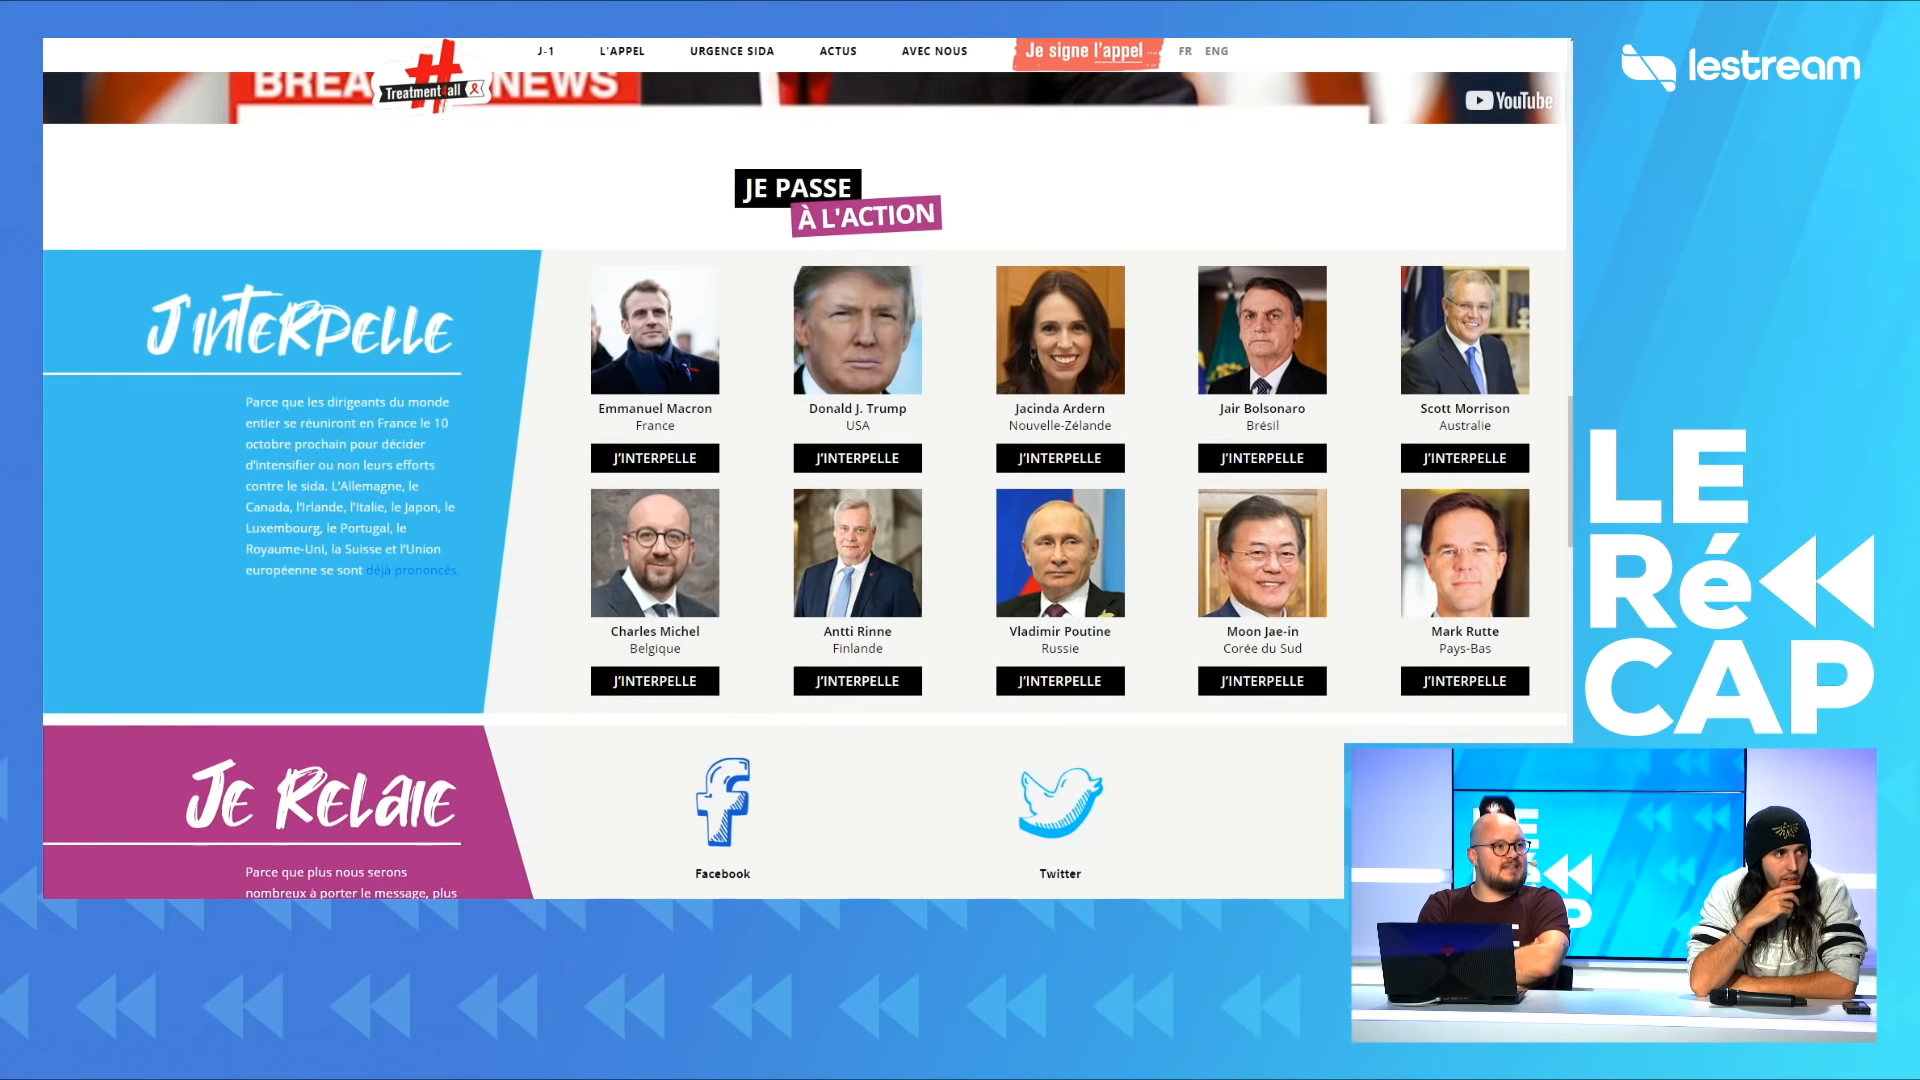 J-1
L'APPEL
URGENCE SIDA
ACTUS
AVEC NOUS
Je signe l'appel
FR ENG
lestream
Treatment4all
NEWS
YouTube
JE PASSE
À L'ACTION
J'INTERPELLE
Parce que les dirigeants du monde
entier se réuniront en France le 10
octobre prochain pour décider
d'intensifier ou non leurs efforts
contre le sida. L'Allemagne, le
Canada, l'Irlande, l'Italie, le Japon, le
Luxembourg, le Portugal, le
Royaume-Uni, la Suisse et l'Union
européenne se sont déjà prononcés.
Emmanuel Macron
France
J'INTERPELLE
Donald J. Trump
USA
J'INTERPELLE
Jacinda Ardern
Nouvelle-Zélande
J'INTERPELLE
Jair Bolsonaro
Brésil
J'INTERPELLE
Scott Morrison
Australie
J'INTERPELLE
Charles Michel
Belgique
J'INTERPELLE
Antti Rinne
Finlande
J'INTERPELLE
Vladimir Poutine
Russie
J'INTERPELLE
Moon Jae-in
Corée du Sud
J'INTERPELLE
Mark Rutte
Pays-Bas
J'INTERPELLE
Je Relaie
Parce que plus nous serons
nombreux à porter le message, plus
Facebook
Twitter
LE
Ré
CAP